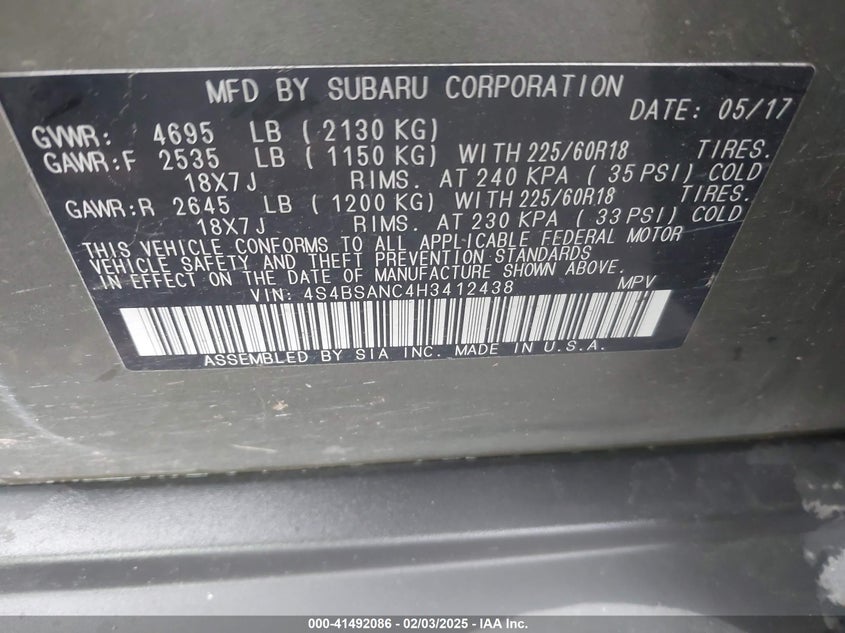 MFD BY SUBARU CORPORATION
DATE: 05/17
GVWR: 4695 LB (2130 KG)
GAWR:F 2535 LB (1150 KG) WITH 225/60R18 TIRES.
18X7J RIMS. AT 240 KPA (35 PSI) COLD
GAWR:R 2645 LB (1200 KG) WITH 225/60R18 TIRES.
18X7J RIMS. AT 230 KPA (33 PSI) COLD
THIS VEHICLE CONFORMS TO ALL APPLICABLE FEDERAL MOTOR
VEHICLE SAFETY AND THEFT PREVENTION STANDARDS
IN EFFECT ON THE DATE OF MANUFACTURE SHOWN ABOVE.
VIN: 4S4BSANC4H3412438 MPV
ASSEMBLED BY SIA INC. MADE IN U.S.A.
000-41492086 - 02/03/2025 - IAA Inc.